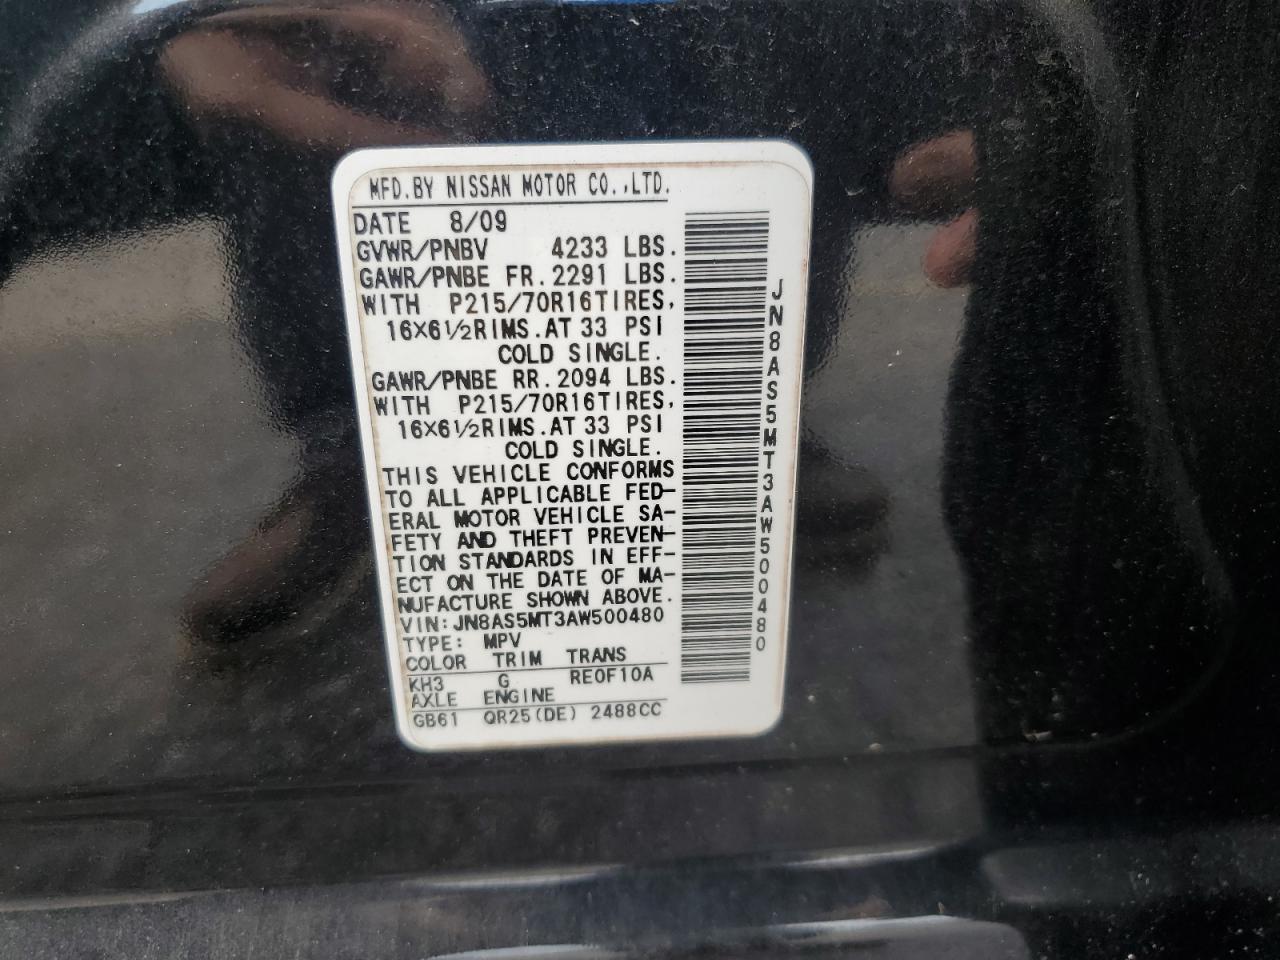 MFD.BY NISSAN MOTOR CO.,LTD.
DATE 8/09
GVWR/PNBV 4233 LBS.
GAWR/PNBE FR.2291 LBS.
WITH P215/70R16TIRES,
16X6½RIMS.AT 33 PSI
COLD SINGLE.
GAWR/PNBE RR.2094 LBS.
WITH P215/70R16TIRES,
16X6½RIMS.AT 33 PSI
COLD SINGLE.
THIS VEHICLE CONFORMS
TO ALL APPLICABLE FED-
ERAL MOTOR VEHICLE SA-
FETY AND THEFT PREVEN-
TION STANDARDS IN EFF-
ECT ON THE DATE OF MA-
NUFACTURE SHOWN ABOVE.
VIN:JN8AS5MT3AW500480
TYPE: MPV
COLOR TRIM TRANS
KH3 G RE0F10A
AXLE ENGINE
GB61 QR25(DE) 2488CC
JN8AS5MT3AW500480